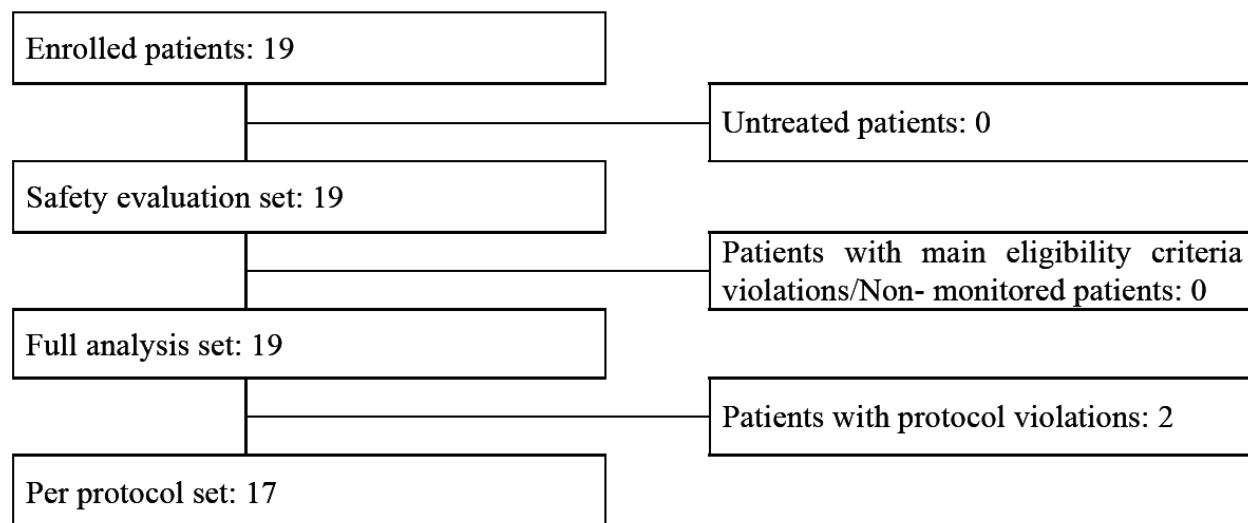 Enrolled patients: 19
Untreated patients: 0
Safety evaluation set: 19
Patients with main eligibility criteria
violations/Non- monitored patients: 0
Full analysis set: 19
Patients with protocol violations: 2
Per protocol set: 17